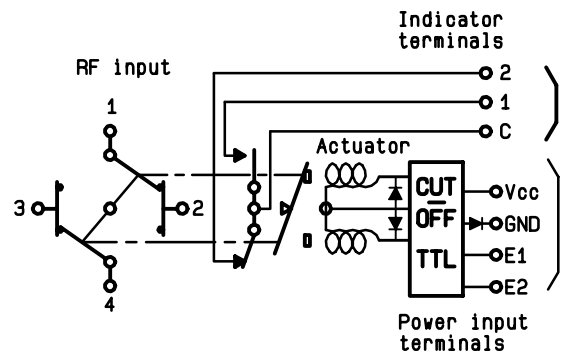 Indicator
terminals
RF input
2
1
1
C
Actuator
CUT
OFF
TTL
Vcc
3
2
GND
E1
4
E2
Power input
terminals